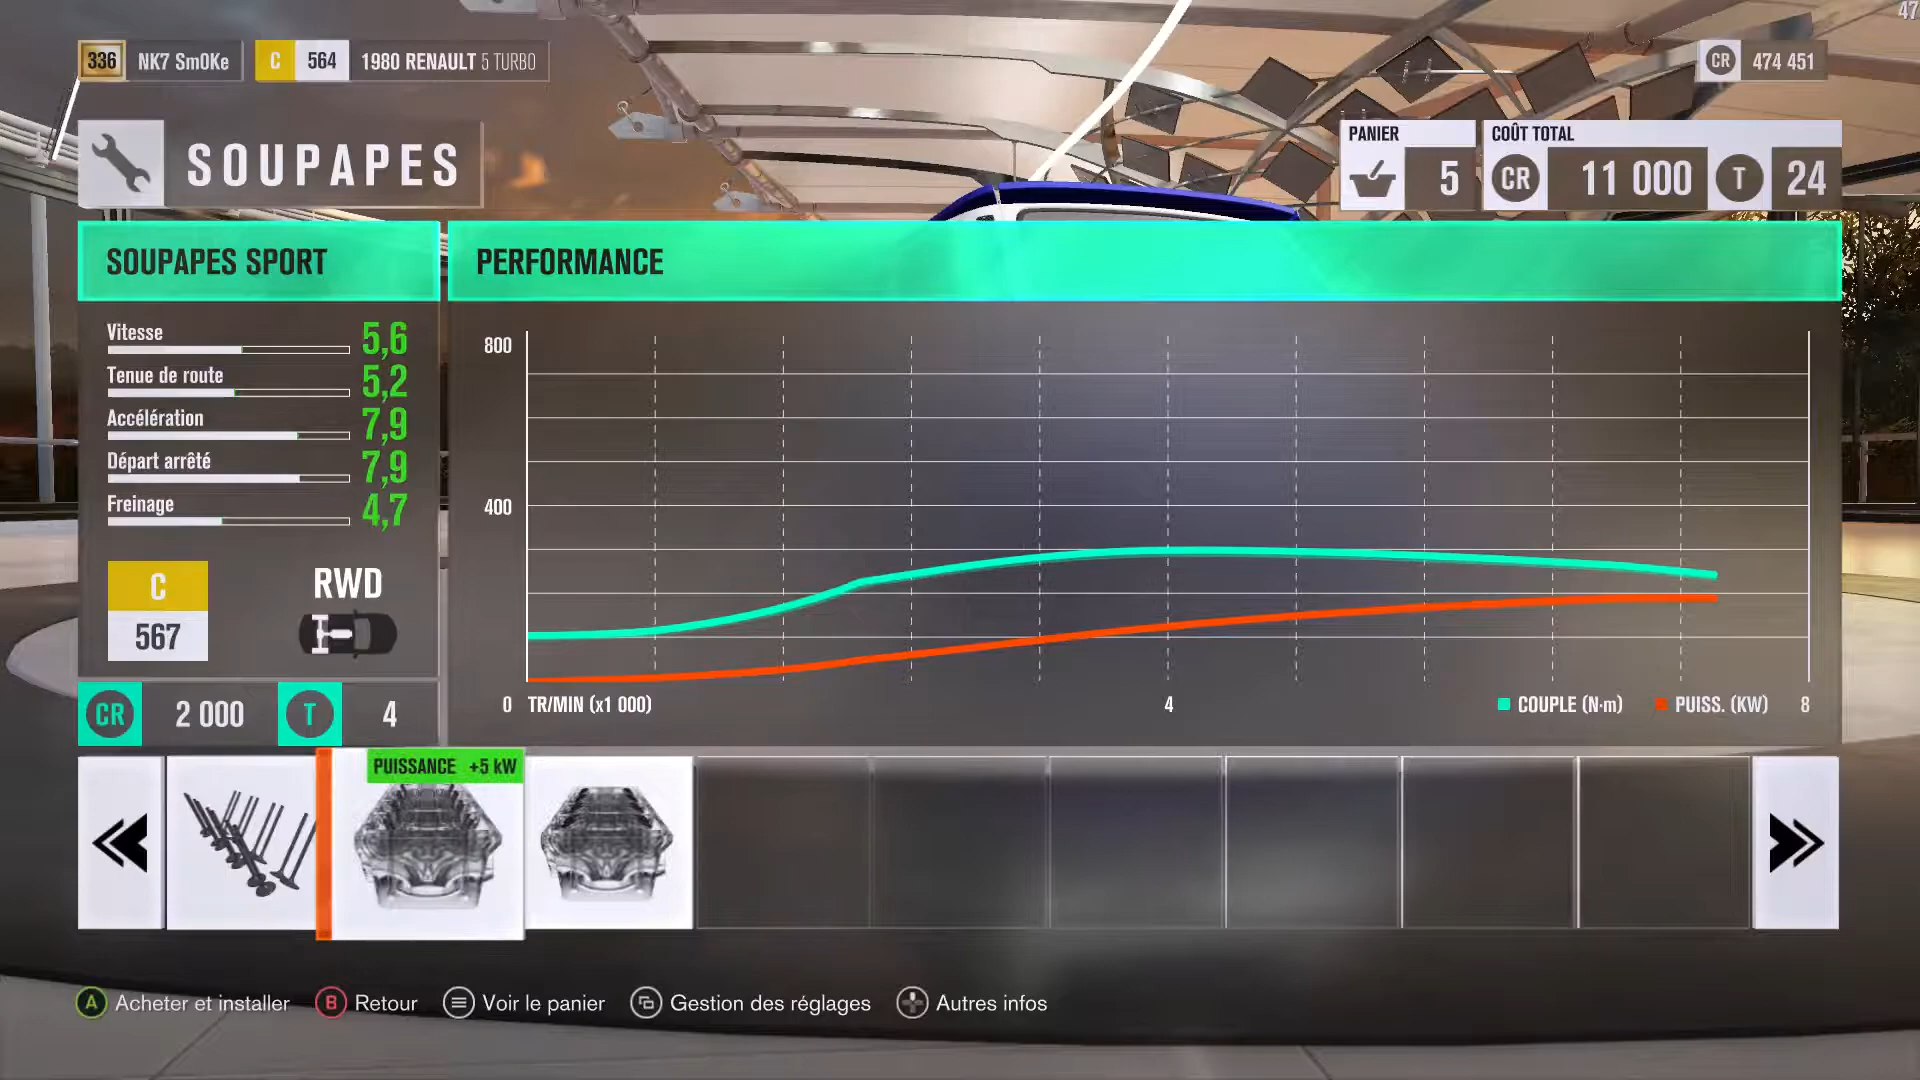 47
336 NK7 Sm0Ke C 564 1980 RENAULT 5 TURBO
CR 474 451
SOUPAPES
PANIER
5
COÛT TOTAL
CR 11 000 T 24
SOUPAPES SPORT
PERFORMANCE
Vitesse 5,6
Tenue de route 5,2
Accélération 7,9
Départ arrêté 7,9
Freinage 4,7
C
567
RWD
CR 2 000 T 4
800
400
0 TR/MIN (x1 000) 4 COUPLE (N·m) PUISS. (KW) 8
PUISSANCE +5 kW
A Acheter et installer B Retour Voir le panier Gestion des réglages Autres infos